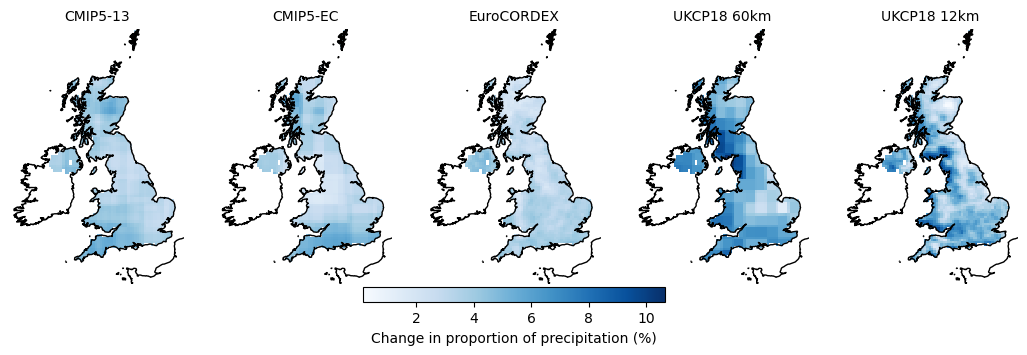 CMIP5-13
CMIP5-EC
EuroCORDEX
UKCP18 60km
UKCP18 12km
2 4 6 8 10
Change in proportion of precipitation (%)